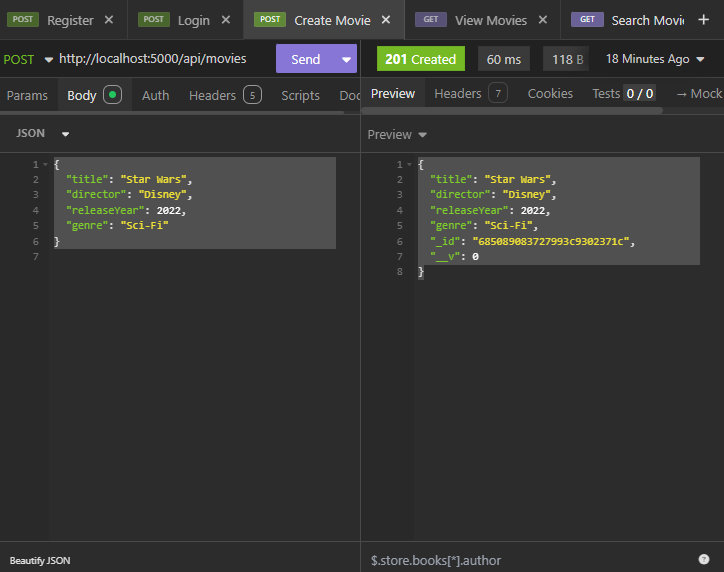 POST Register POST Login POST Create Movie GET View Movies GET Search Movi
POST http://localhost:5000/api/movies Send 201 Created 60 ms 118 B 18 Minutes Ago
Params Body Auth Headers 5 Scripts Doc Preview Headers 7 Cookies Tests 0 / 0 → Mock
JSON
1 {
2 "title": "Star Wars",
3 "director": "Disney",
4 "releaseYear": 2022,
5 "genre": "Sci-Fi"
6 }
7
Preview
1 {
2 "title": "Star Wars",
3 "director": "Disney",
4 "releaseYear": 2022,
5 "genre": "Sci-Fi",
6 "_id": "685089083727993c9302371c",
7 "__v": 0
8 }
Beautify JSON
$.store.books[*].author